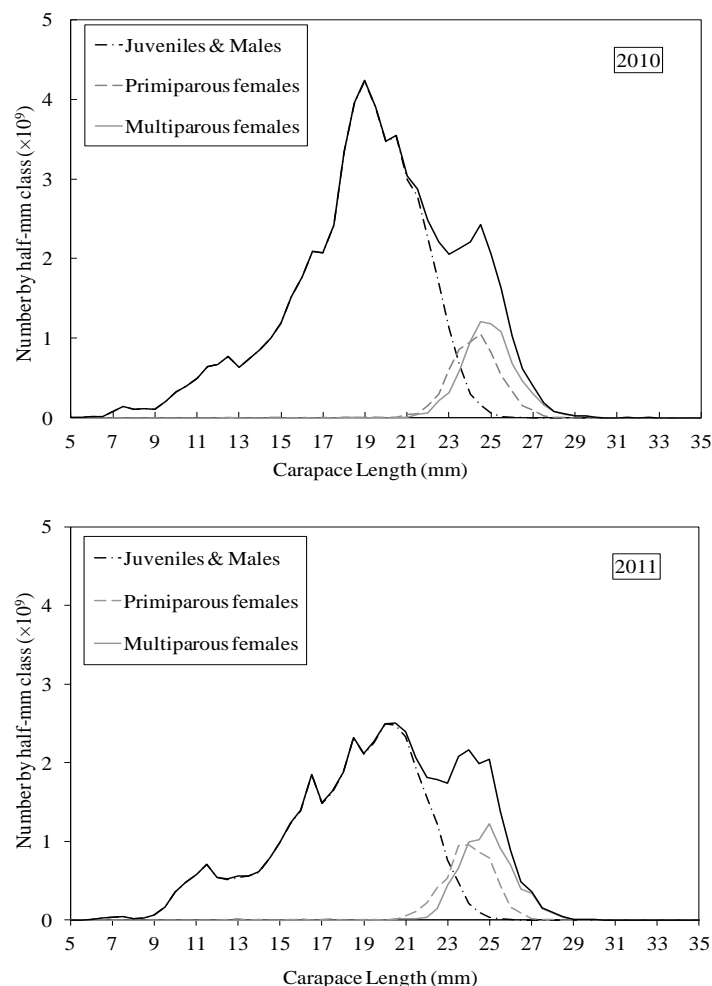 5
4
3
2
1
0
Number by half-mm class (×10⁹)
Juveniles & Males
Primiparous females
Multiparous females
2010
5 7 9 11 13 15 17 19 21 23 25 27 29 31 33 35
Carapace Length (mm)
5
4
3
2
1
0
Number by half-mm class (×10⁹)
Juveniles & Males
Primiparous females
Multiparous females
2011
5 7 9 11 13 15 17 19 21 23 25 27 29 31 33 35
Carapace Length (mm)